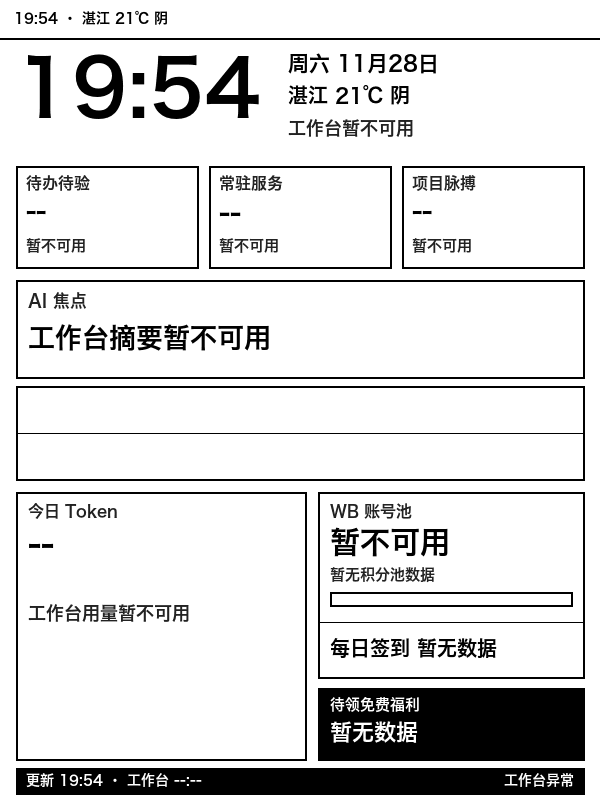 19:54 · 湛江 21℃ 阴
19:54
周六 11月28日
湛江 21℃ 阴
工作台暂不可用
待办待验
--
暂不可用
常驻服务
--
暂不可用
项目脉搏
--
暂不可用
AI 焦点
工作台摘要暂不可用
今日 Token
--
工作台用量暂不可用
WB 账号池
暂不可用
暂无积分池数据
每日签到 暂无数据
待领免费福利
暂无数据
更新 19:54 · 工作台 --:--
工作台异常